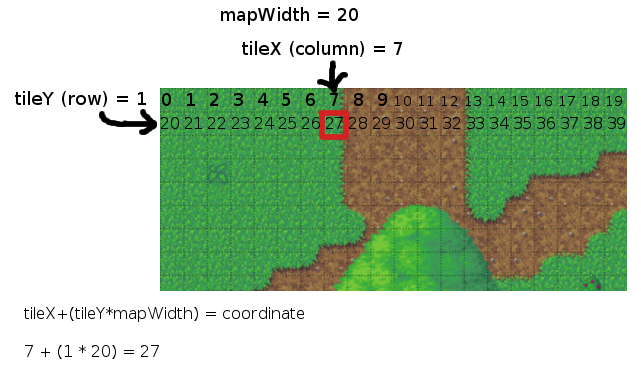 mapWidth = 20
tileX (column) = 7
tileY (row) = 1
0 1 2 3 4 5 6 7 8 9 10 11 12 13 14 15 16 17 18 19
20 21 22 23 24 25 26 27 28 29 30 31 32 33 34 35 36 37 38 39
tileX+(tileY*mapWidth) = coordinate
7 + (1 * 20) = 27